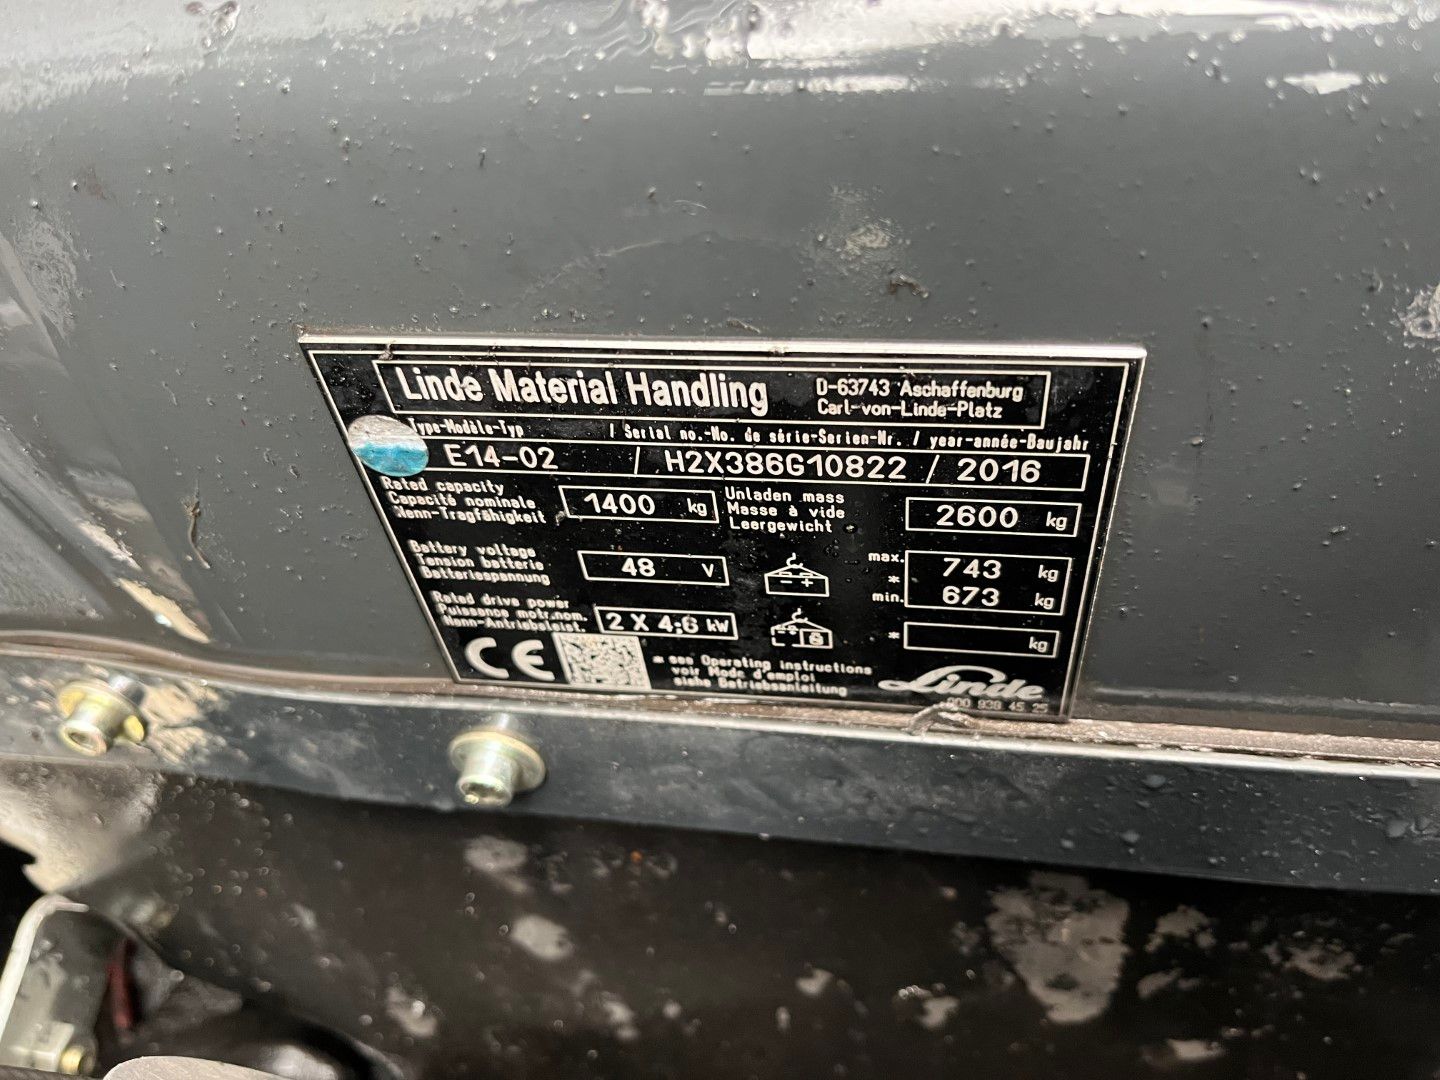 Linde Material Handling
D-63743 Aschaffenburg
Carl-von-Linde-Platz
Type-Modèle-Typ / Serial no.-No. de série-Serien-Nr. / year-année-Baujahr
E14-02 / H2X386G10822 / 2016
Rated capacity
Capacité nominale
Nenn-Tragfähigkeit
1400 kg
Unladen mass
Masse à vide
Leergewicht
2600 kg
Battery voltage
Tension batterie
Batteriespannung
48 V
max. 743 kg
*
min. 673 kg
Rated drive power
Puissance motr.nom.
Nenn-Antriebsleist.
2 X 4,6 kW
* kg
CE
* see Operating instructions
voir Mode d'emploi
siehe Betriebsanleitung
Linde